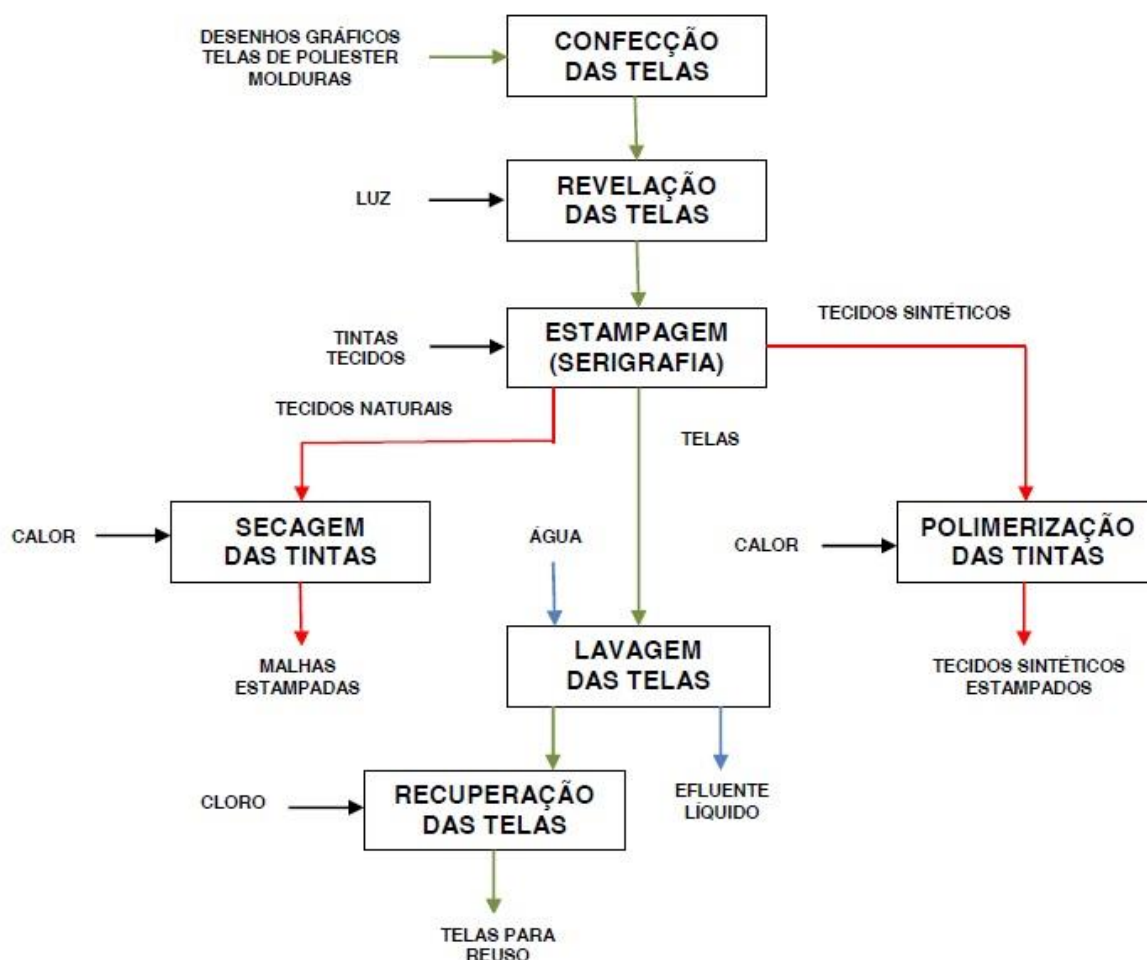 DESENHOS GRÁFICOS
TELAS DE POLIESTER
MOLDURAS
CONFECÇÃO
DAS TELAS
LUZ
REVELAÇÃO
DAS TELAS
TINTAS
TECIDOS
ESTAMPAGEM
(SERIGRAFIA)
TECIDOS SINTÉTICOS
TECIDOS NATURAIS
TELAS
CALOR
SECAGEM
DAS TINTAS
ÁGUA
CALOR
POLIMERIZAÇÃO
DAS TINTAS
MALHAS
ESTAMPADAS
LAVAGEM
DAS TELAS
TECIDOS SINTÉTICOS
ESTAMPADOS
CLORO
RECUPERAÇÃO
DAS TELAS
EFLUENTE
LÍQUIDO
TELAS PARA
REUSO